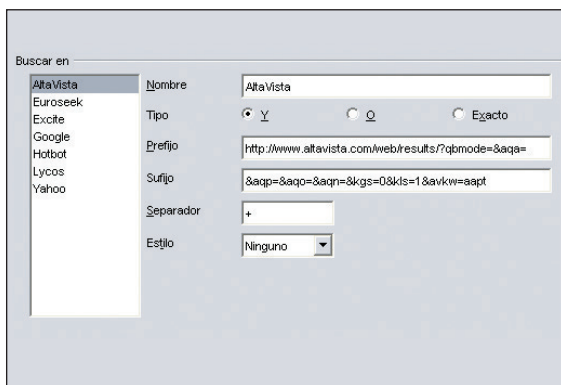 Buscar en
AltaVista
Euroseek
Excite
Google
Hotbot
Lycos
Yahoo
Nombre AltaVista
Tipo Y O Exacto
Prefijo http://www.altavista.com/web/results/?qbmode=&aqa=
Sufijo &aqp=&aqo=&aqn=&kgs=0&kls=1&avkw=aapt
Separador +
Estilo Ninguno